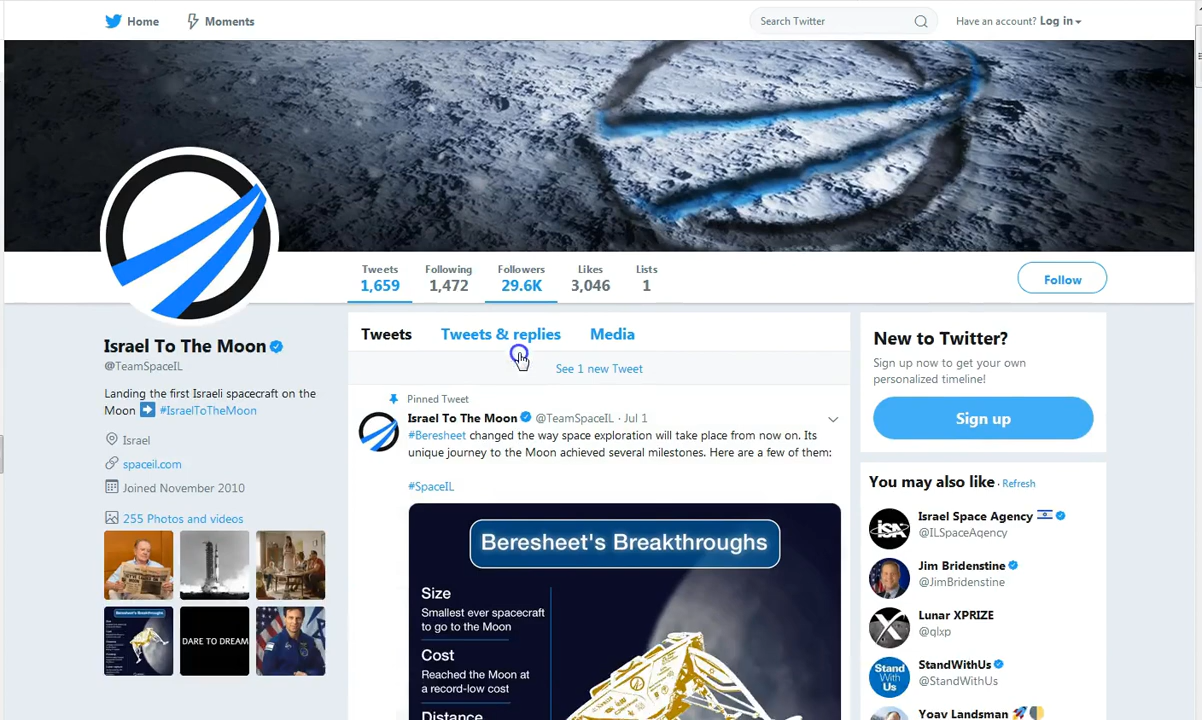 Home
Moments
Search Twitter
Have an account? Log in
Tweets
1,659
Following
1,472
Followers
29.6K
Likes
3,046
Lists
1
Follow
Israel To The Moon
@TeamSpaceIL
Landing the first Israeli spacecraft on the
Moon ➡ #IsraelToTheMoon
Israel
spaceil.com
Joined November 2010
255 Photos and videos
Beresheet's Breakthroughs
DARE TO DREAM
Tweets
Tweets & replies
Media
See 1 new Tweet
Pinned Tweet
Israel To The Moon @TeamSpaceIL · Jul 1
#Beresheet changed the way space exploration will take place from now on. Its
unique journey to the Moon achieved several milestones. Here are a few of them:
#SpaceIL
Beresheet's Breakthroughs
Size
Smallest ever spacecraft
to go to the Moon
Cost
Reached the Moon at
a record-low cost
Distance
New to Twitter?
Sign up now to get your own
personalized timeline!
Sign up
You may also like · Refresh
ISA
Israel Space Agency
@ILSpaceAgency
Jim Bridenstine
@JimBridenstine
Lunar XPRIZE
@glxp
Stand
With
Us
StandWithUs
@StandWithUs
Yoav Landsman